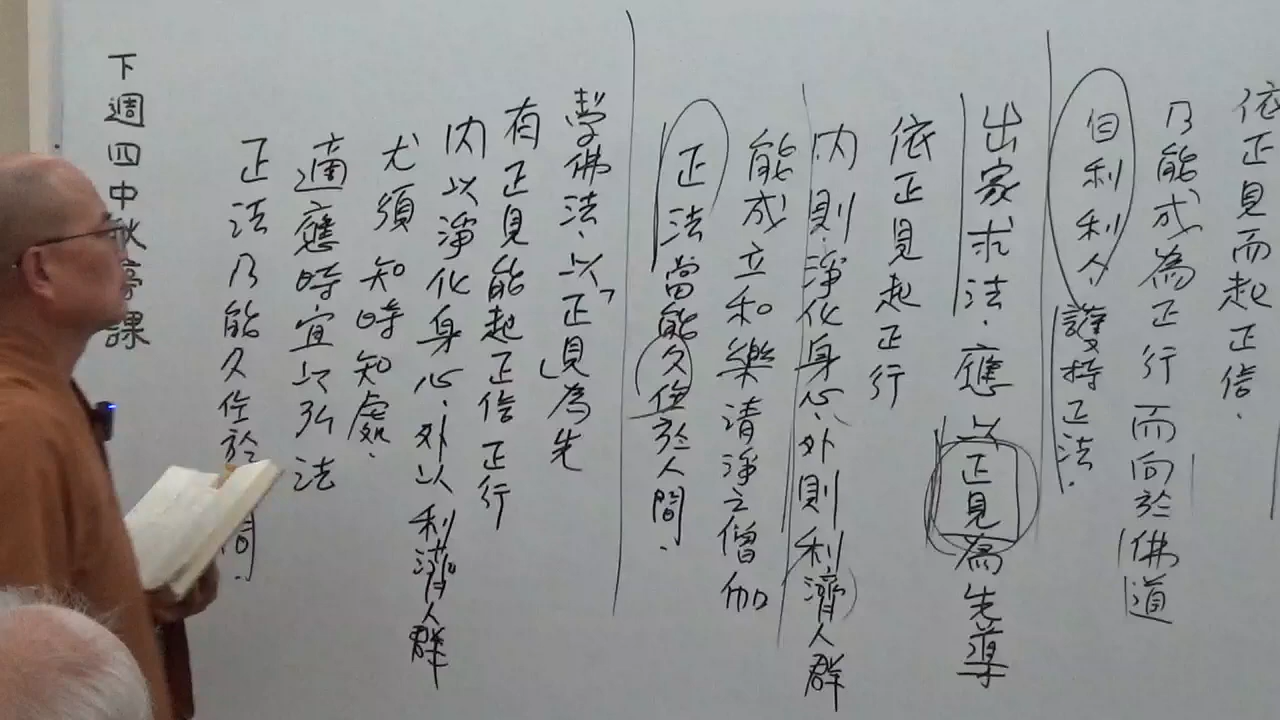 依正見而起正信.
乃能成為正行而向於佛道
自利利人護持正法.
出家求法.應以正見為先導
依正見起正行
內則淨化身心.外則利濟人群
能成立和樂清淨之僧伽
正法當能久住於人間.
學佛法.以「正見」為先
有正見能起正信正行
內以淨化身心.外以利濟人群
尤須知時知處.
適應時宜以弘法
正法乃能久住於 間.
下週四中秋停課